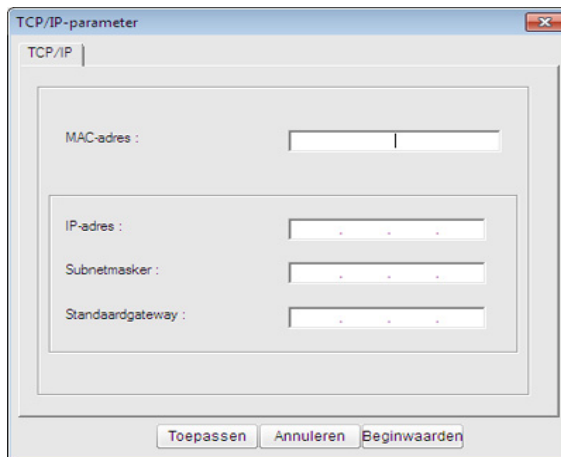 TCP/IP-parameter
TCP/IP
MAC-adres :
IP-adres :
Subnetmasker :
Standaardgateway :
Toepassen Annuleren Beginwaarden